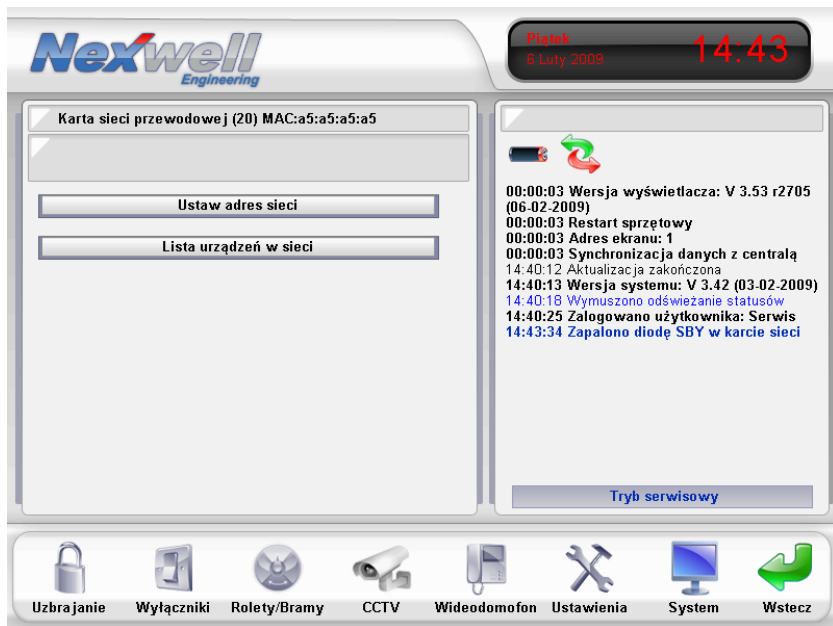 Nexwell
Engineering
Piątek
6 Luty 2009
14:43
Karta sieci przewodowej (20) MAC:a5:a5:a5:a5
Ustaw adres sieci
Lista urządzeń w sieci
00:00:03 Wersja wyświetlacza: V 3.53 r2705
(06-02-2009)
00:00:03 Restart sprzętowy
00:00:03 Adres ekranu: 1
00:00:03 Synchronizacja danych z centralą
14:40:12 Aktualizacja zakończona
14:40:13 Wersja systemu: V 3.42 (03-02-2009)
14:40:18 Wymuszono odświeżanie statusów
14:40:25 Zalogowano użytkownika: Serwis
14:43:34 Zapalono diodę SBY w karcie sieci
Tryb serwisowy
Uzbrajanie Wyłączniki Rolety/Bramy CCTV Wideodomofon Ustawienia System Wstecz